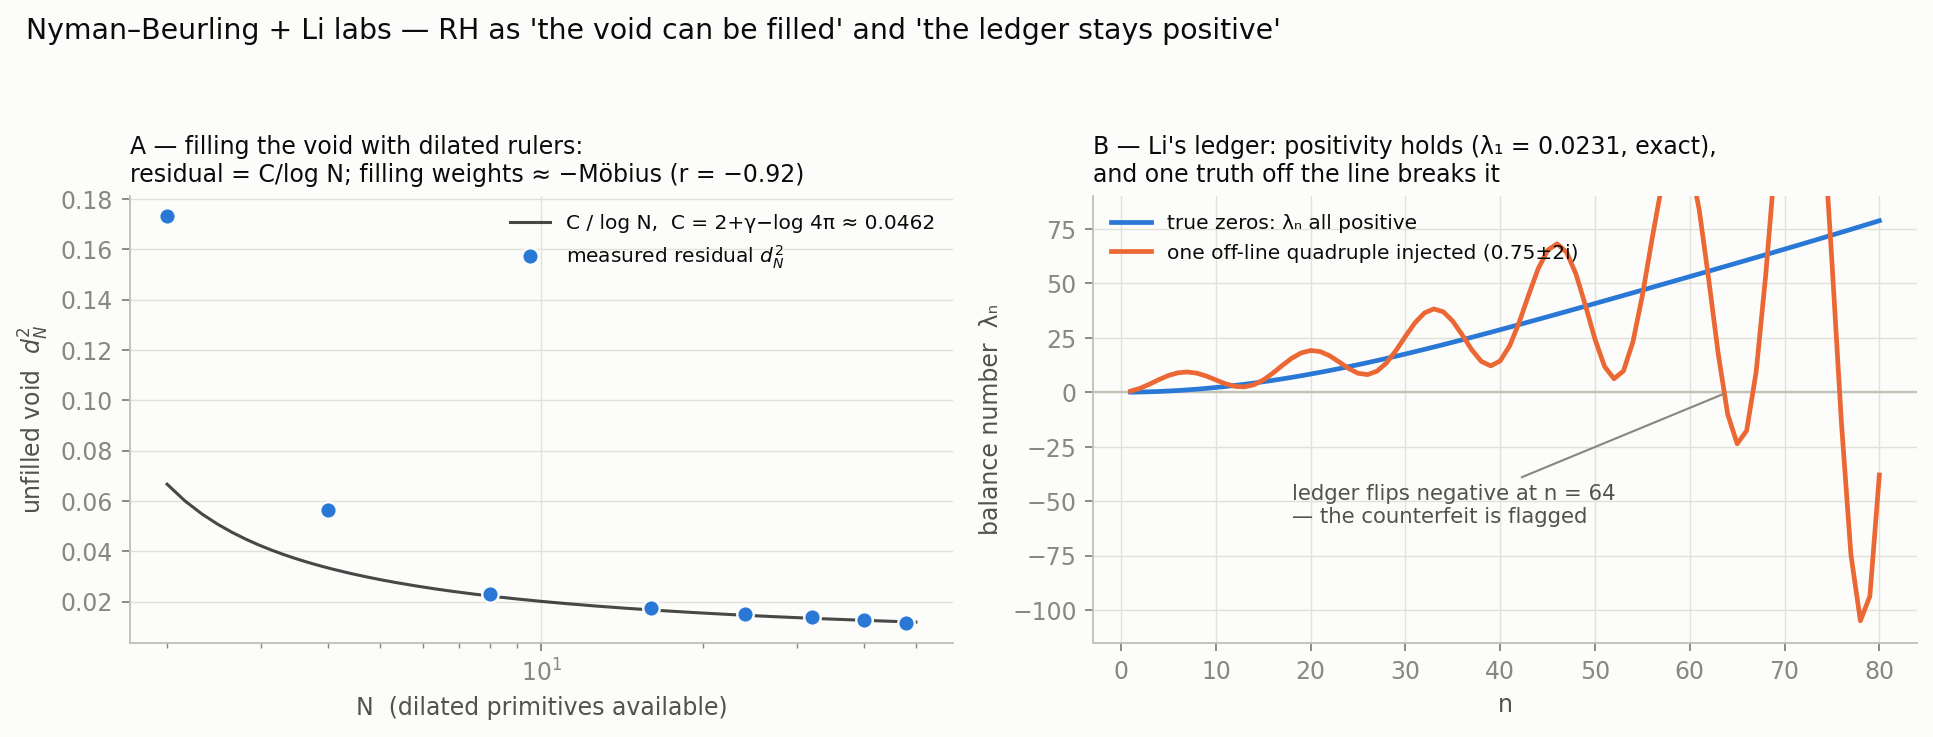 Nyman–Beurling + Li labs — RH as 'the void can be filled' and 'the ledger stays positive'
A — filling the void with dilated rulers:
residual = C/log N; filling weights ≈ −Möbius (r = −0.92)
C / log N,  C = 2+γ−log 4π ≈ 0.0462
measured residual d_N^2
unfilled void d_N^2
0.18
0.16
0.14
0.12
0.10
0.08
0.06
0.04
0.02
10^1
N (dilated primitives available)
B — Li's ledger: positivity holds (λ₁ = 0.0231, exact),
and one truth off the line breaks it
true zeros: λₙ all positive
one off-line quadruple injected (0.75±2i)
balance number λₙ
75
50
25
0
−25
−50
−75
−100
ledger flips negative at n = 64
— the counterfeit is flagged
0 10 20 30 40 50 60 70 80
n